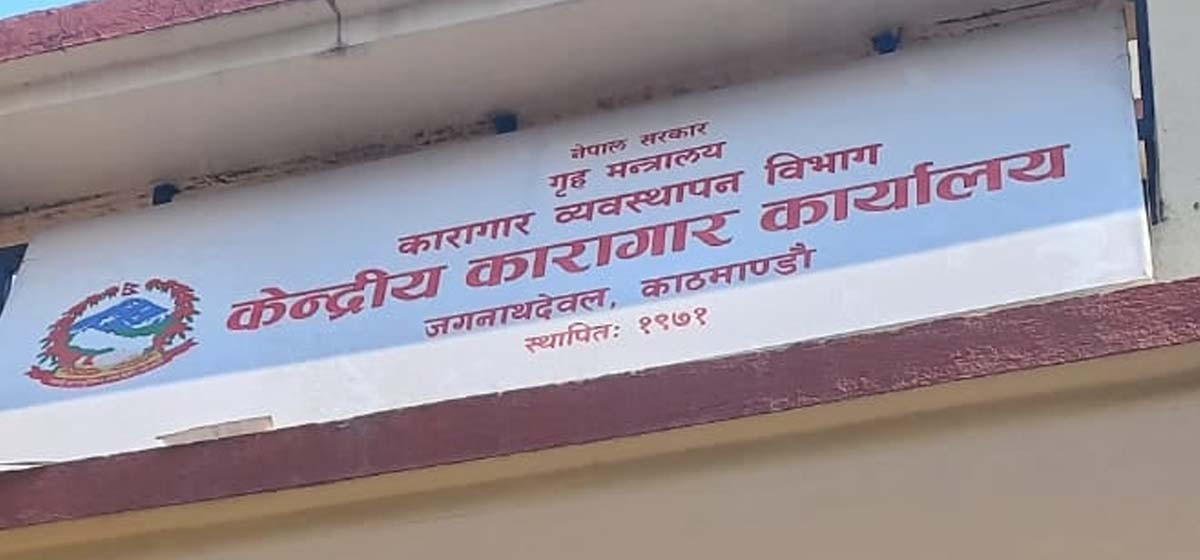 नेपाल सरकार
गृह मन्त्रालय
कारागार व्यवस्थापन विभाग
केन्द्रीय कारागार कार्यालय
जगनाथदेवल, काठमाण्डौ
स्थापितः १९७१